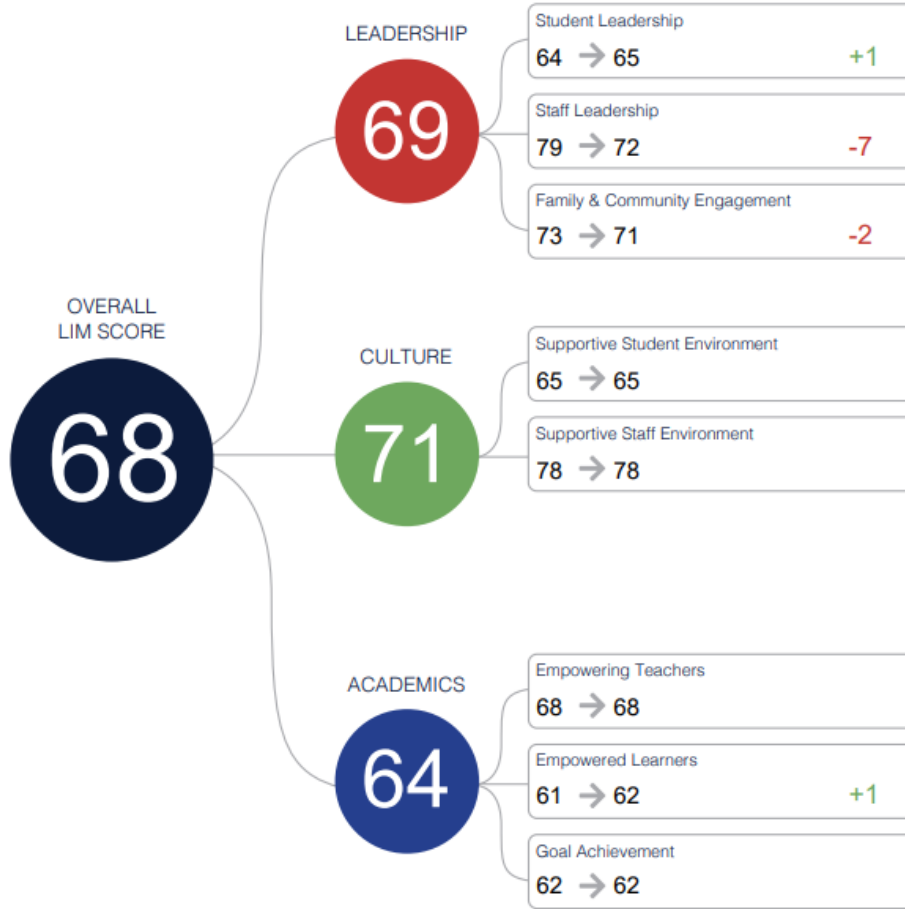 OVERALL
LIM SCORE
68
LEADERSHIP
69
Student Leadership
64 → 65 +1
Staff Leadership
79 → 72 -7
Family & Community Engagement
73 → 71 -2
CULTURE
71
Supportive Student Environment
65 → 65
Supportive Staff Environment
78 → 78
ACADEMICS
64
Empowering Teachers
68 → 68
Empowered Learners
61 → 62 +1
Goal Achievement
62 → 62